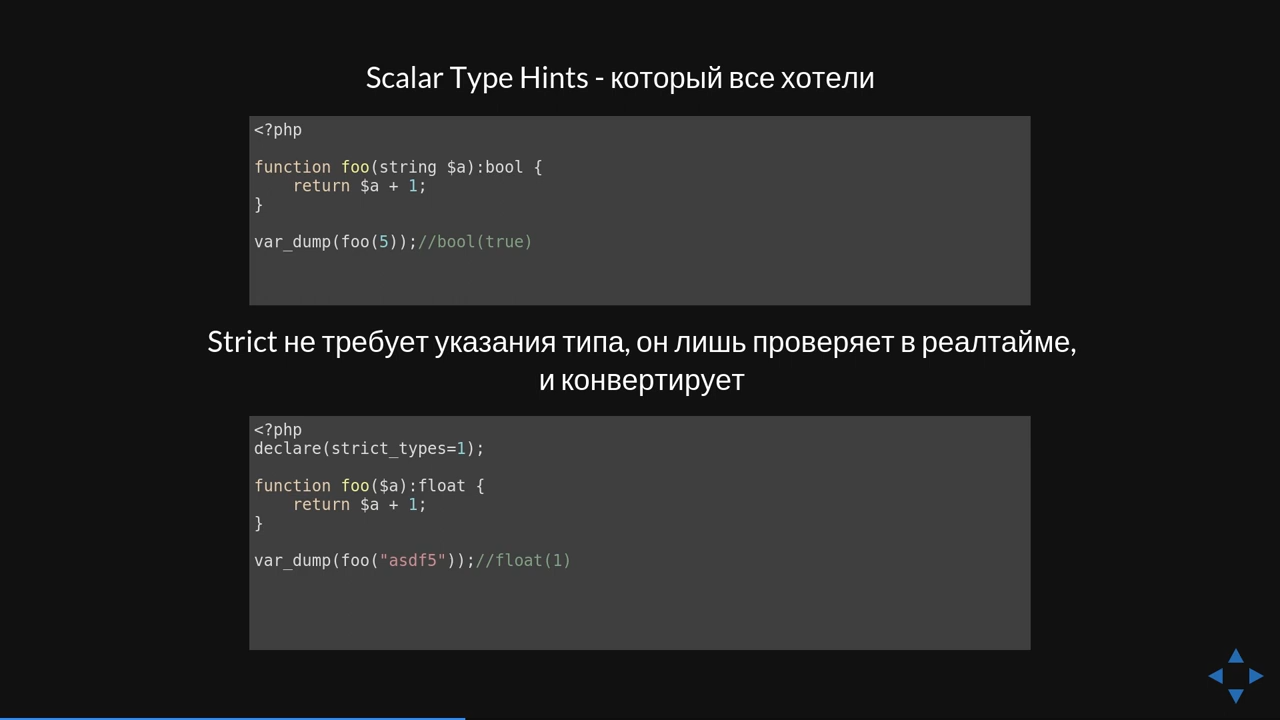 Scalar Type Hints - который все хотели
<?php
function foo(string $a):bool {
    return $a + 1;
}
var_dump(foo(5));//bool(true)
Strict не требует указания типа, он лишь проверяет в реалтайме,
и конвертирует
<?php
declare(strict_types=1);
function foo($a):float {
    return $a + 1;
}
var_dump(foo("asdf5"));//float(1)